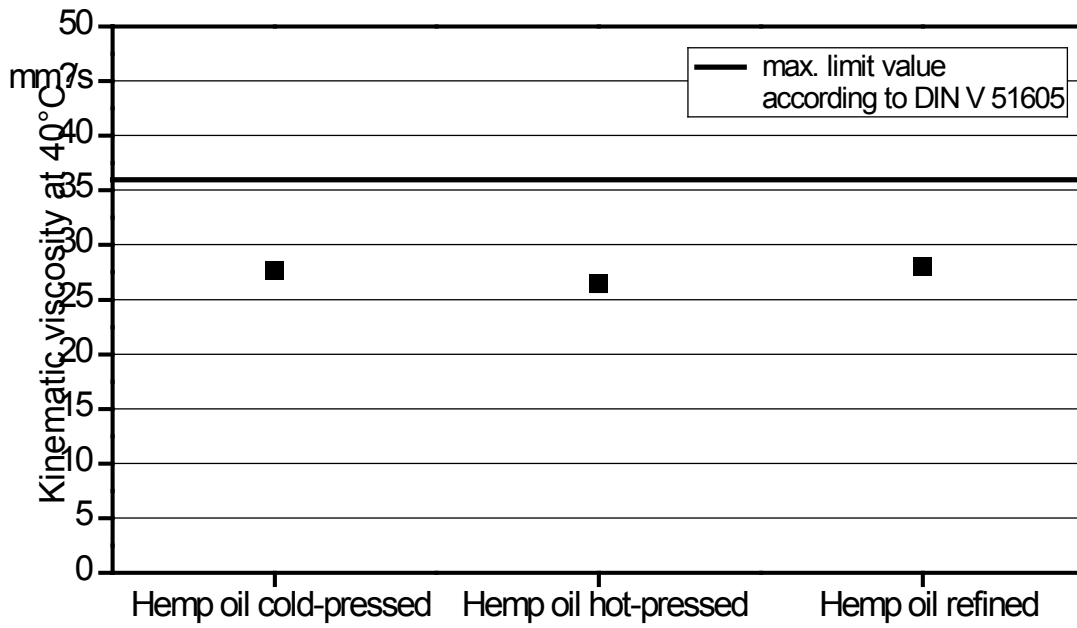 50
mm²/s
45
40
35
30
25
20
15
10
5
0
Kinematic viscosity at 40°C
max. limit value
according to DIN V 51605
Hemp oil cold-pressed
Hemp oil hot-pressed
Hemp oil refined